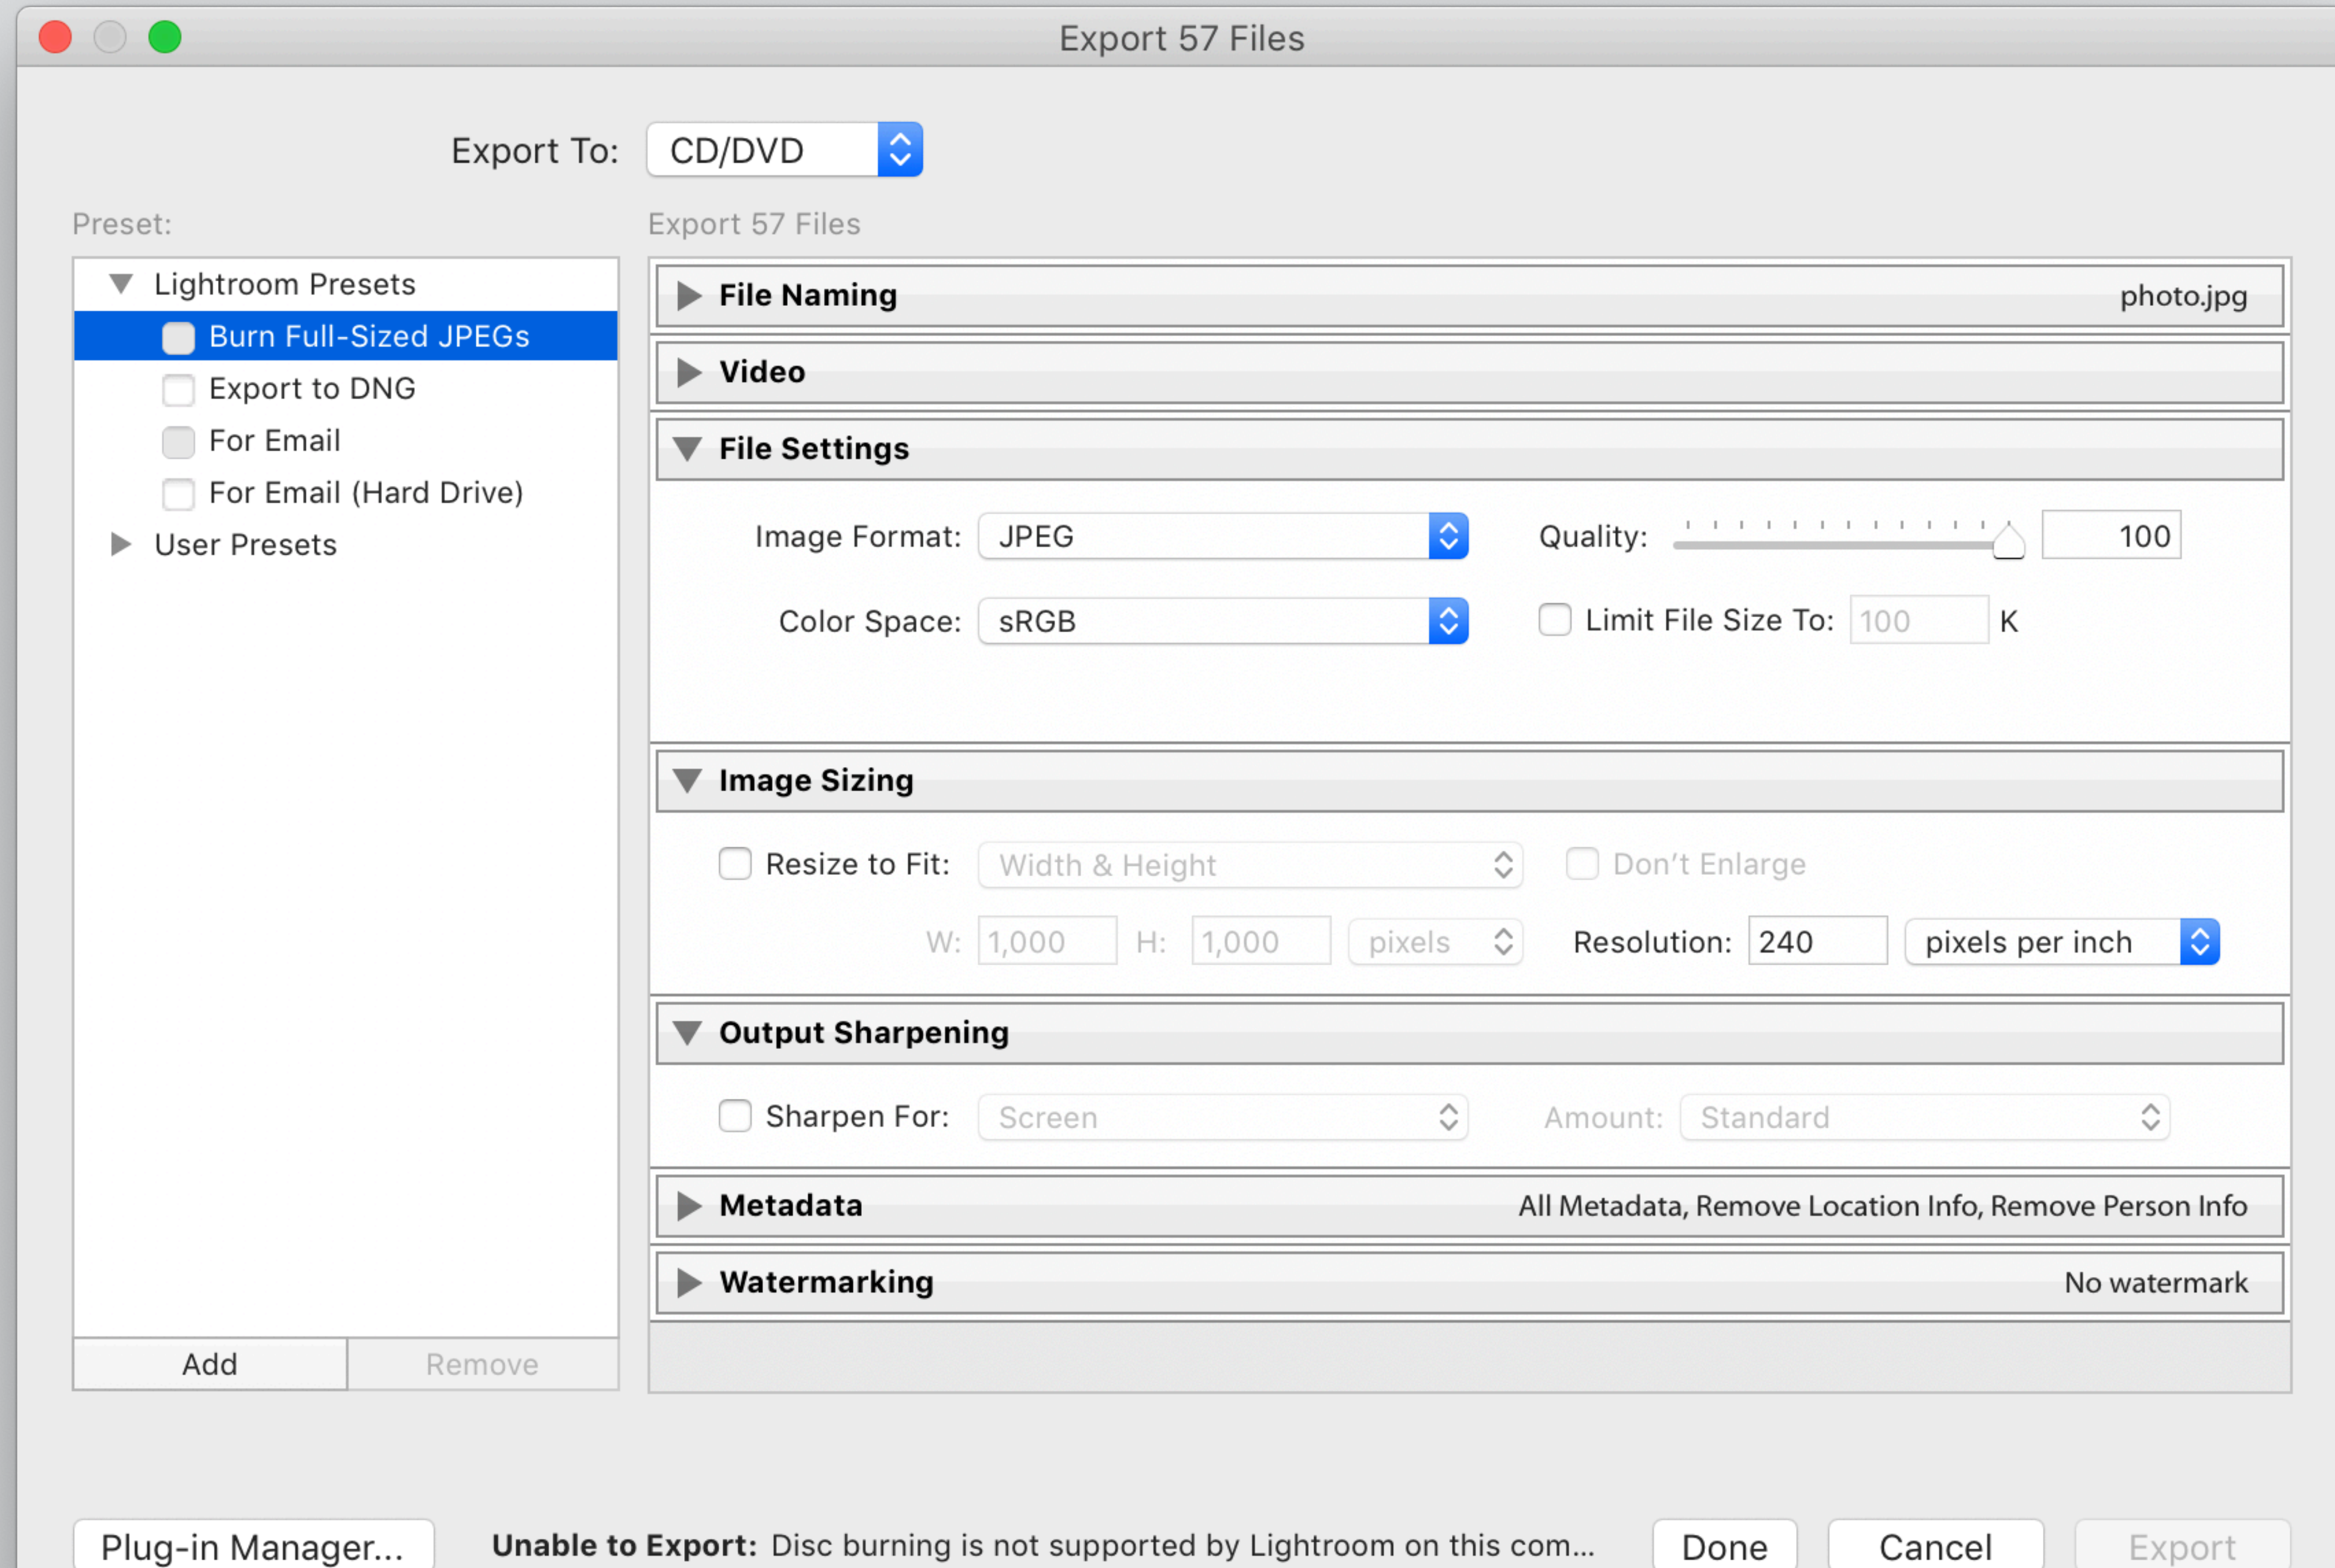 Export 57 Files
Export To: CD/DVD
Preset:
Export 57 Files
Lightroom Presets
Burn Full-Sized JPEGs
Export to DNG
For Email
For Email (Hard Drive)
User Presets
Add Remove
File Naming photo.jpg
Video
File Settings
Image Format: JPEG Quality: 100
Color Space: sRGB Limit File Size To: 100 K
Image Sizing
Resize to Fit: Width & Height Don't Enlarge
W: 1,000 H: 1,000 pixels Resolution: 240 pixels per inch
Output Sharpening
Sharpen For: Screen Amount: Standard
Metadata All Metadata, Remove Location Info, Remove Person Info
Watermarking No watermark
Plug-in Manager... Unable to Export: Disc burning is not supported by Lightroom on this com... Done Cancel Export